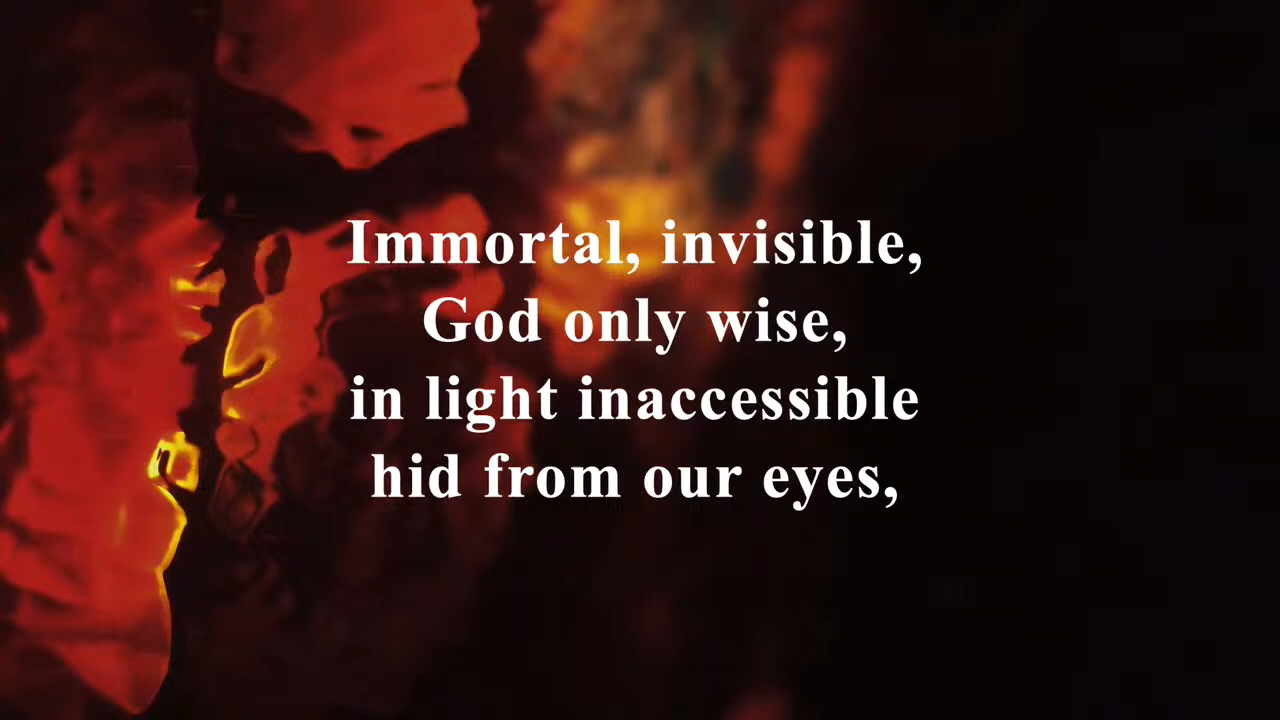 Immortal, invisible,
God only wise,
in light inaccessible
hid from our eyes,